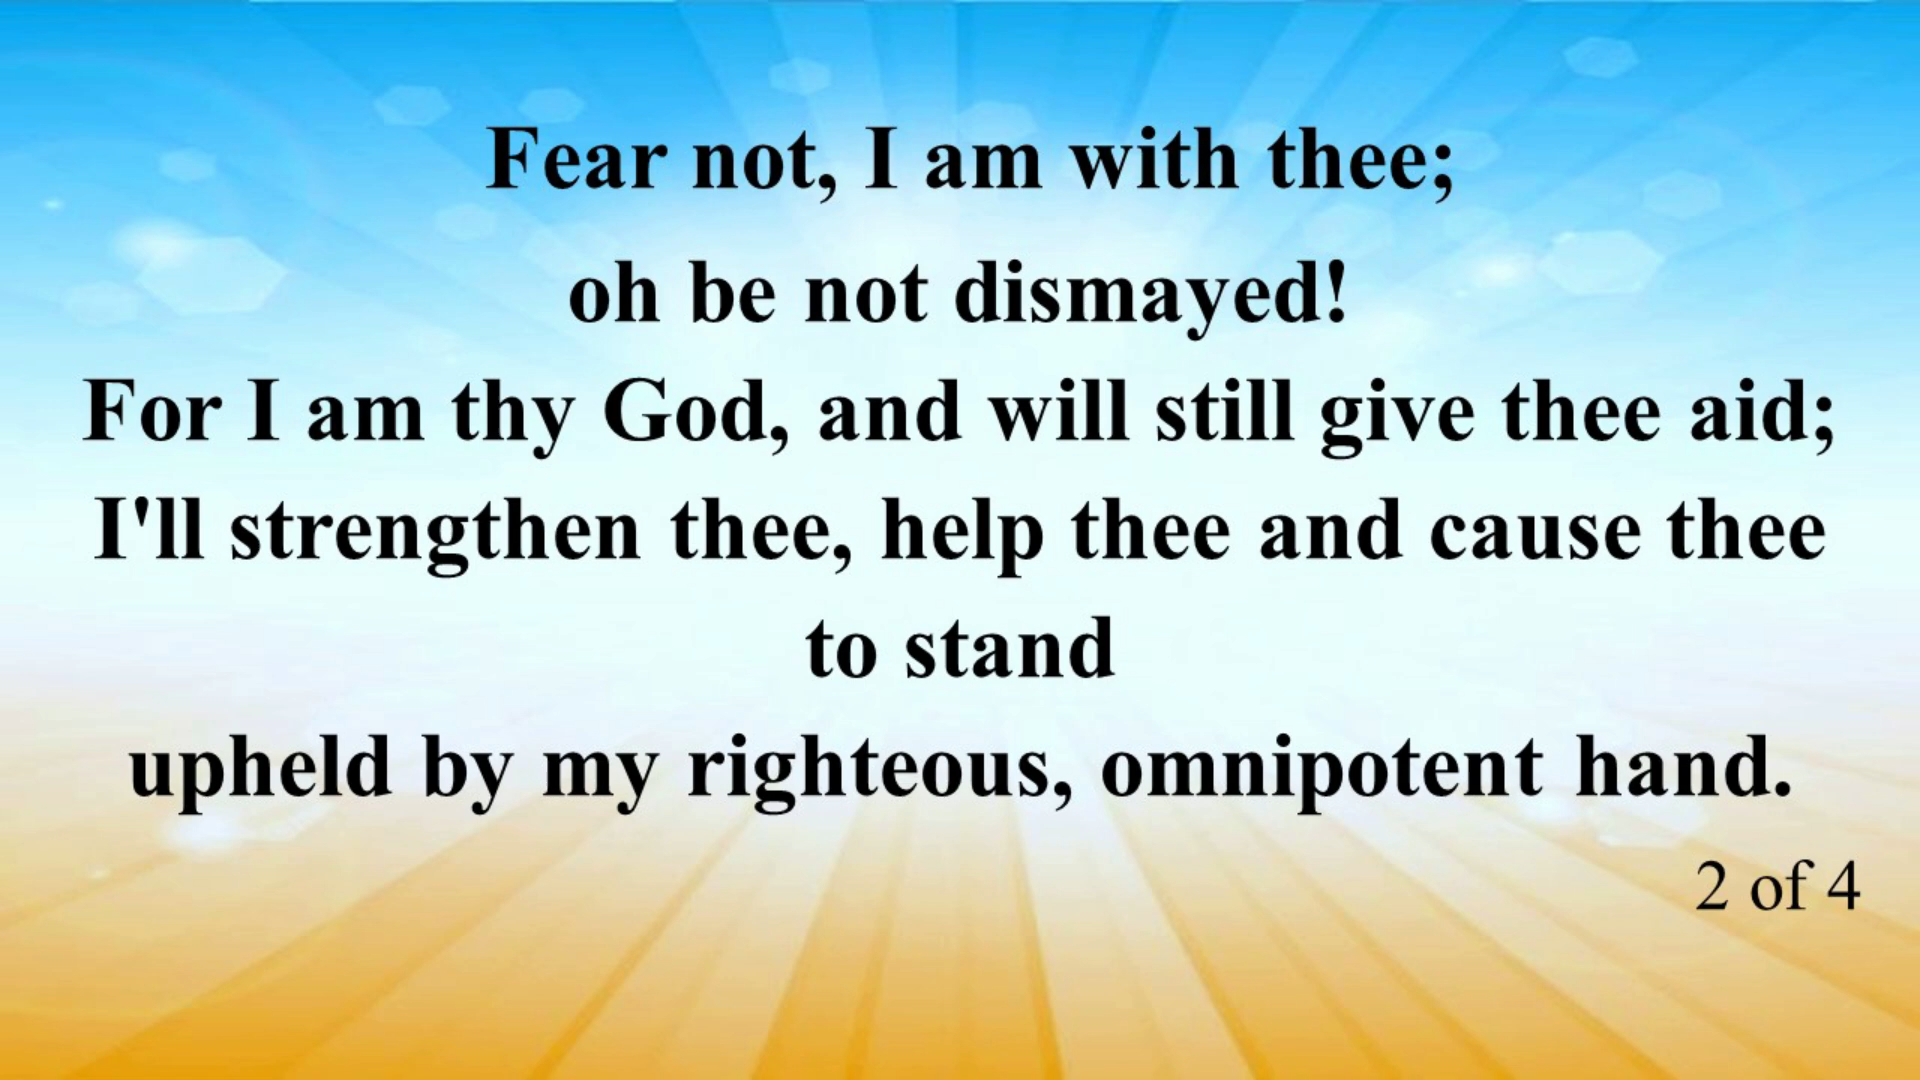 Fear not, I am with thee;
oh be not dismayed!
For I am thy God, and will still give thee aid;
I'll strengthen thee, help thee and cause thee
to stand
upheld by my righteous, omnipotent hand.
2 of 4